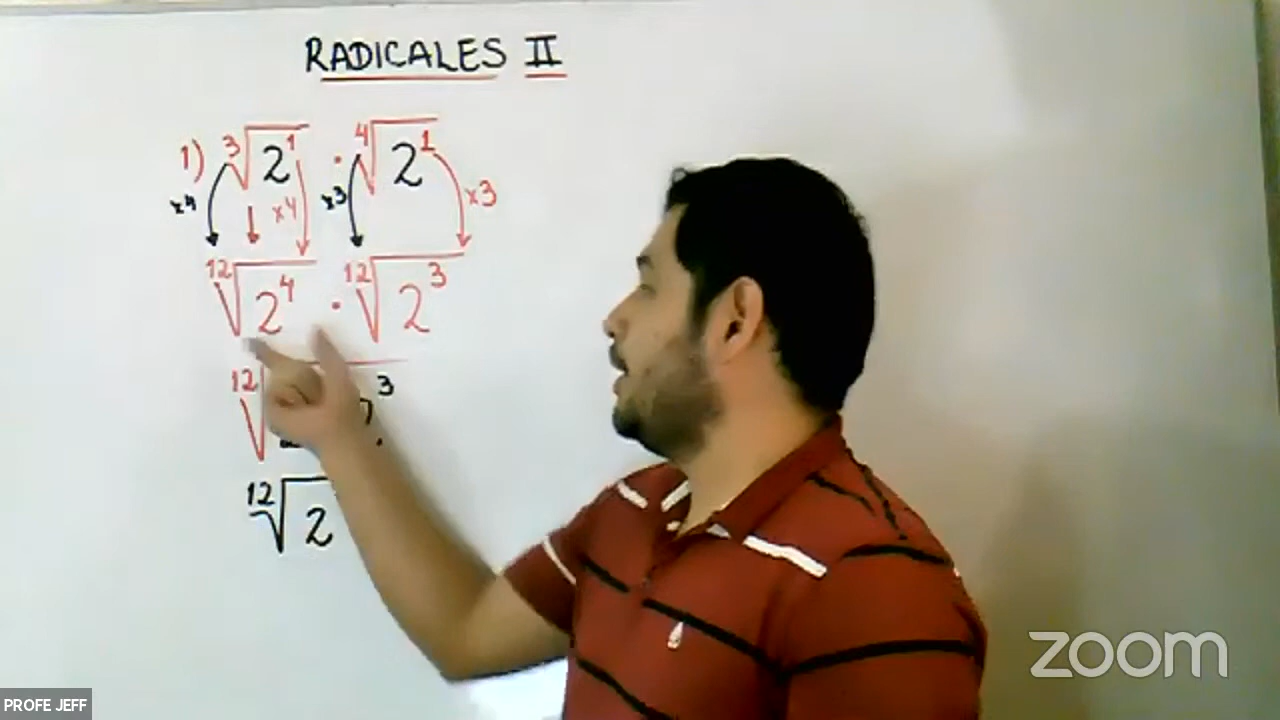 RADICALES II
1) ³√2¹ · ⁴√2¹
x4 x4 x3 x3
¹²√2⁴ · ¹²√2³
¹²√ 3
¹²√2
zoom
PROFE JEFF